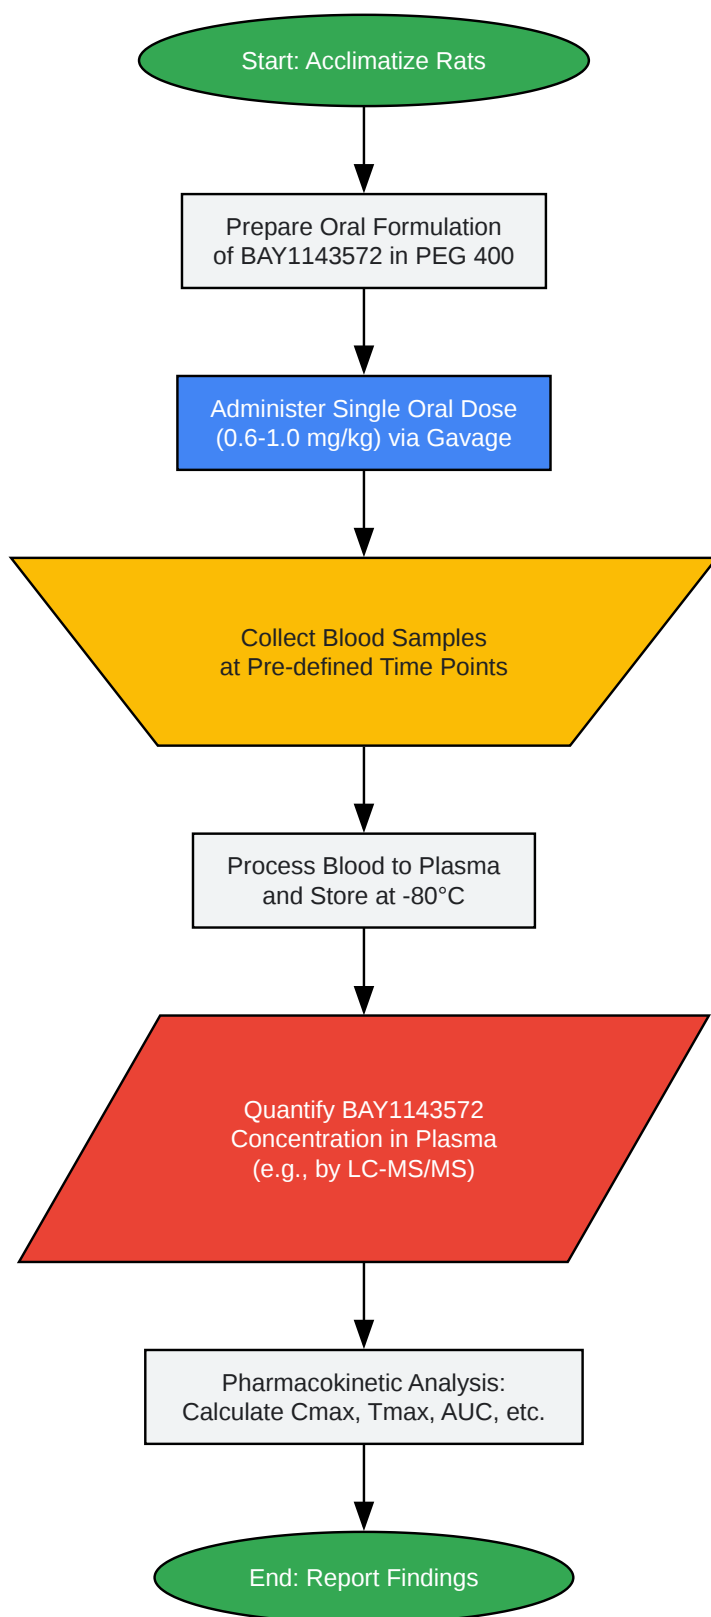 Start: Acclimatize Rats
Prepare Oral Formulation
of BAY1143572 in PEG 400
Administer Single Oral Dose
(0.6-1.0 mg/kg) via Gavage
Collect Blood Samples
at Pre-defined Time Points
Process Blood to Plasma
and Store at -80°C
Quantify BAY1143572
Concentration in Plasma
(e.g., by LC-MS/MS)
Pharmacokinetic Analysis:
Calculate Cmax, Tmax, AUC, etc.
End: Report Findings